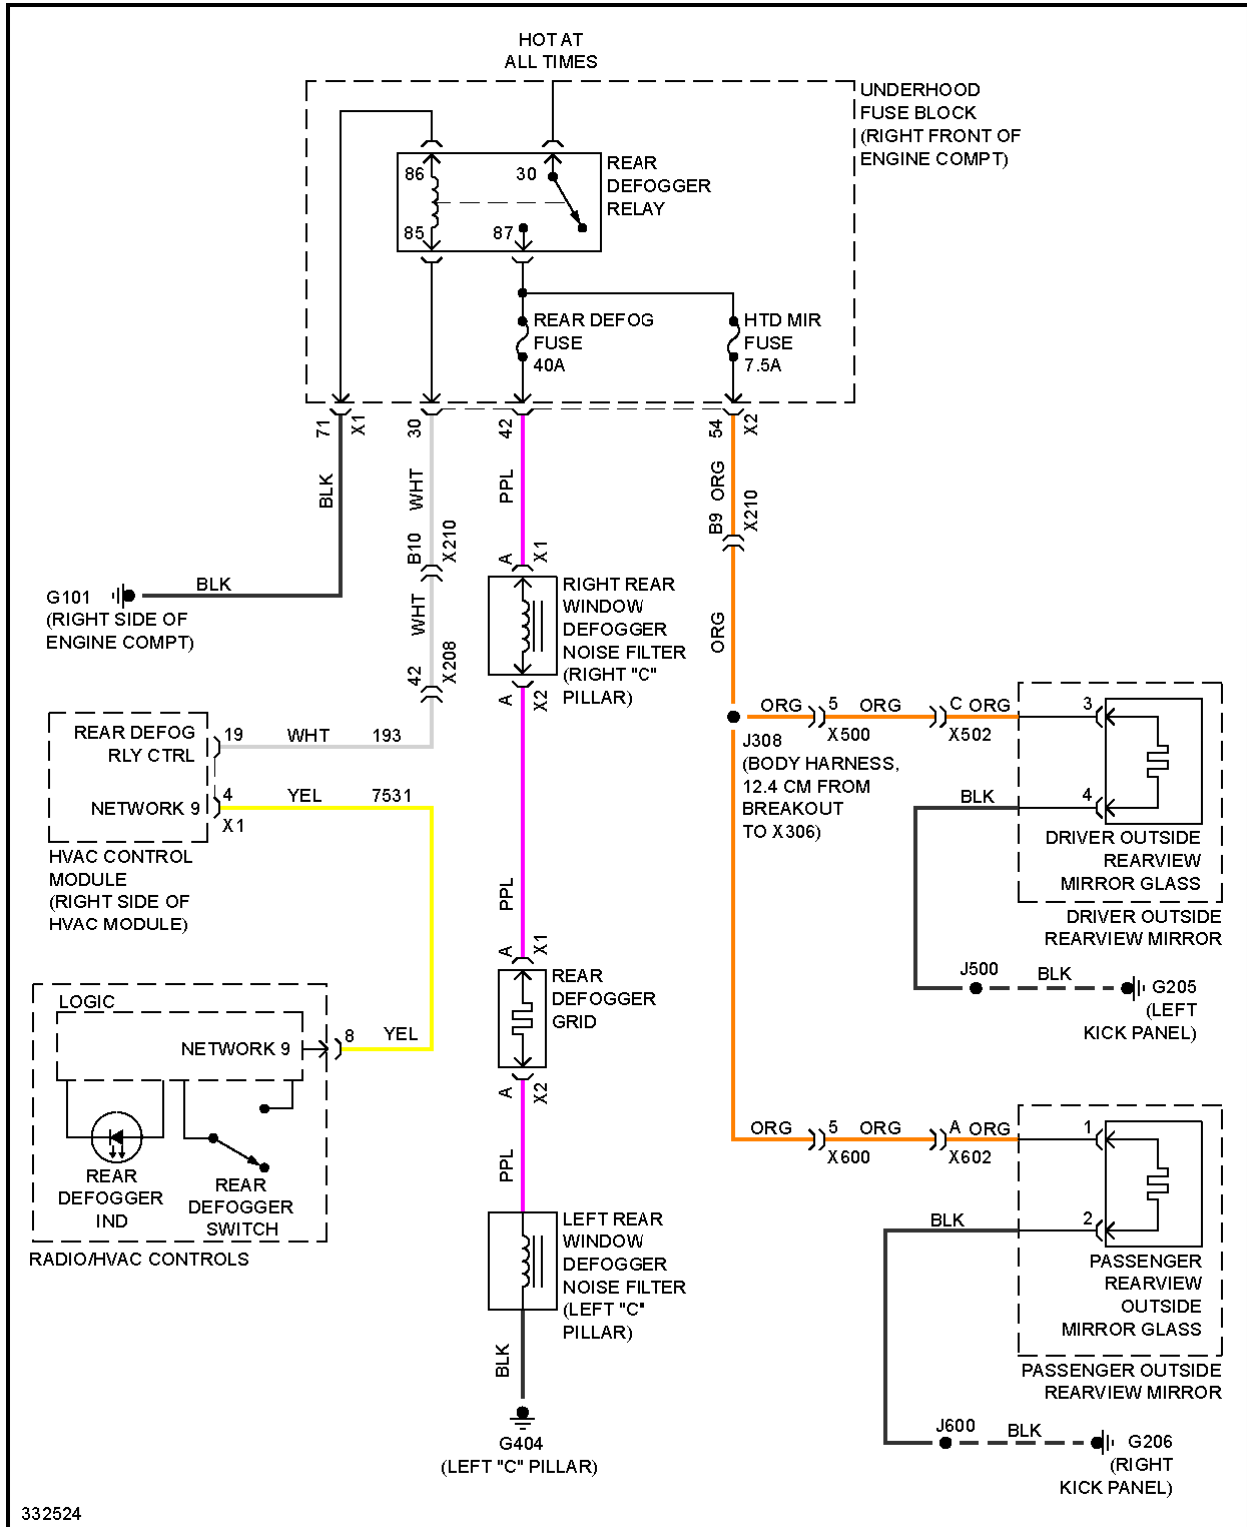 HOT AT
ALL TIMES
UNDERHOOD
FUSE BLOCK
(RIGHT FRONT OF
ENGINE COMPT)
86
30
85
87
REAR
DEFOGGER
RELAY
REAR DEFOG
FUSE
40A
HTD MIR
FUSE
7.5A
71
X1
30
42
54
X2
BLK
WHT
PPL
ORG
B10
X210
B9
X210
A
X1
G101
(RIGHT SIDE OF
ENGINE COMPT)
BLK
WHT
RIGHT REAR
WINDOW
DEFOGGER
NOISE FILTER
(RIGHT "C"
PILLAR)
ORG
42
X208
A
X2
REAR DEFOG
RLY CTRL
19
WHT
193
NETWORK 9
4
YEL
7531
X1
HVAC CONTROL
MODULE
(RIGHT SIDE OF
HVAC MODULE)
J308
(BODY HARNESS,
12.4 CM FROM
BREAKOUT
TO X306)
ORG
5
ORG
C
ORG
3
X500
X502
BLK
4
DRIVER OUTSIDE
REARVIEW
MIRROR GLASS
DRIVER OUTSIDE
REARVIEW MIRROR
J500
BLK
G205
(LEFT
KICK PANEL)
PPL
A
X1
REAR
DEFOGGER
GRID
A
X2
PPL
LOGIC
NETWORK 9
8
YEL
REAR
DEFOGGER
IND
REAR
DEFOGGER
SWITCH
RADIO/HVAC CONTROLS
LEFT REAR
WINDOW
DEFOGGER
NOISE FILTER
(LEFT "C"
PILLAR)
BLK
G404
(LEFT "C" PILLAR)
ORG
5
ORG
A
ORG
1
X600
X602
BLK
2
PASSENGER
REARVIEW
OUTSIDE
MIRROR GLASS
PASSENGER OUTSIDE
REARVIEW MIRROR
J600
BLK
G206
(RIGHT
KICK PANEL)
332524